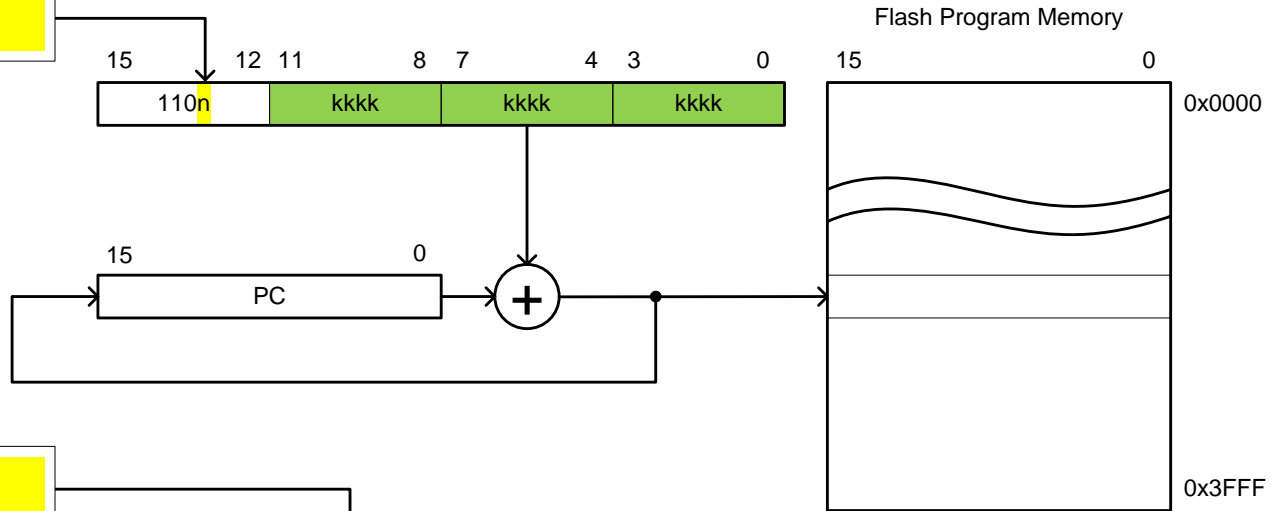 Flash Program Memory
15 12 11 8 7 4 3 0 15 0
110n kkkk kkkk kkkk 0x0000
15 0
PC
+
0x3FFF